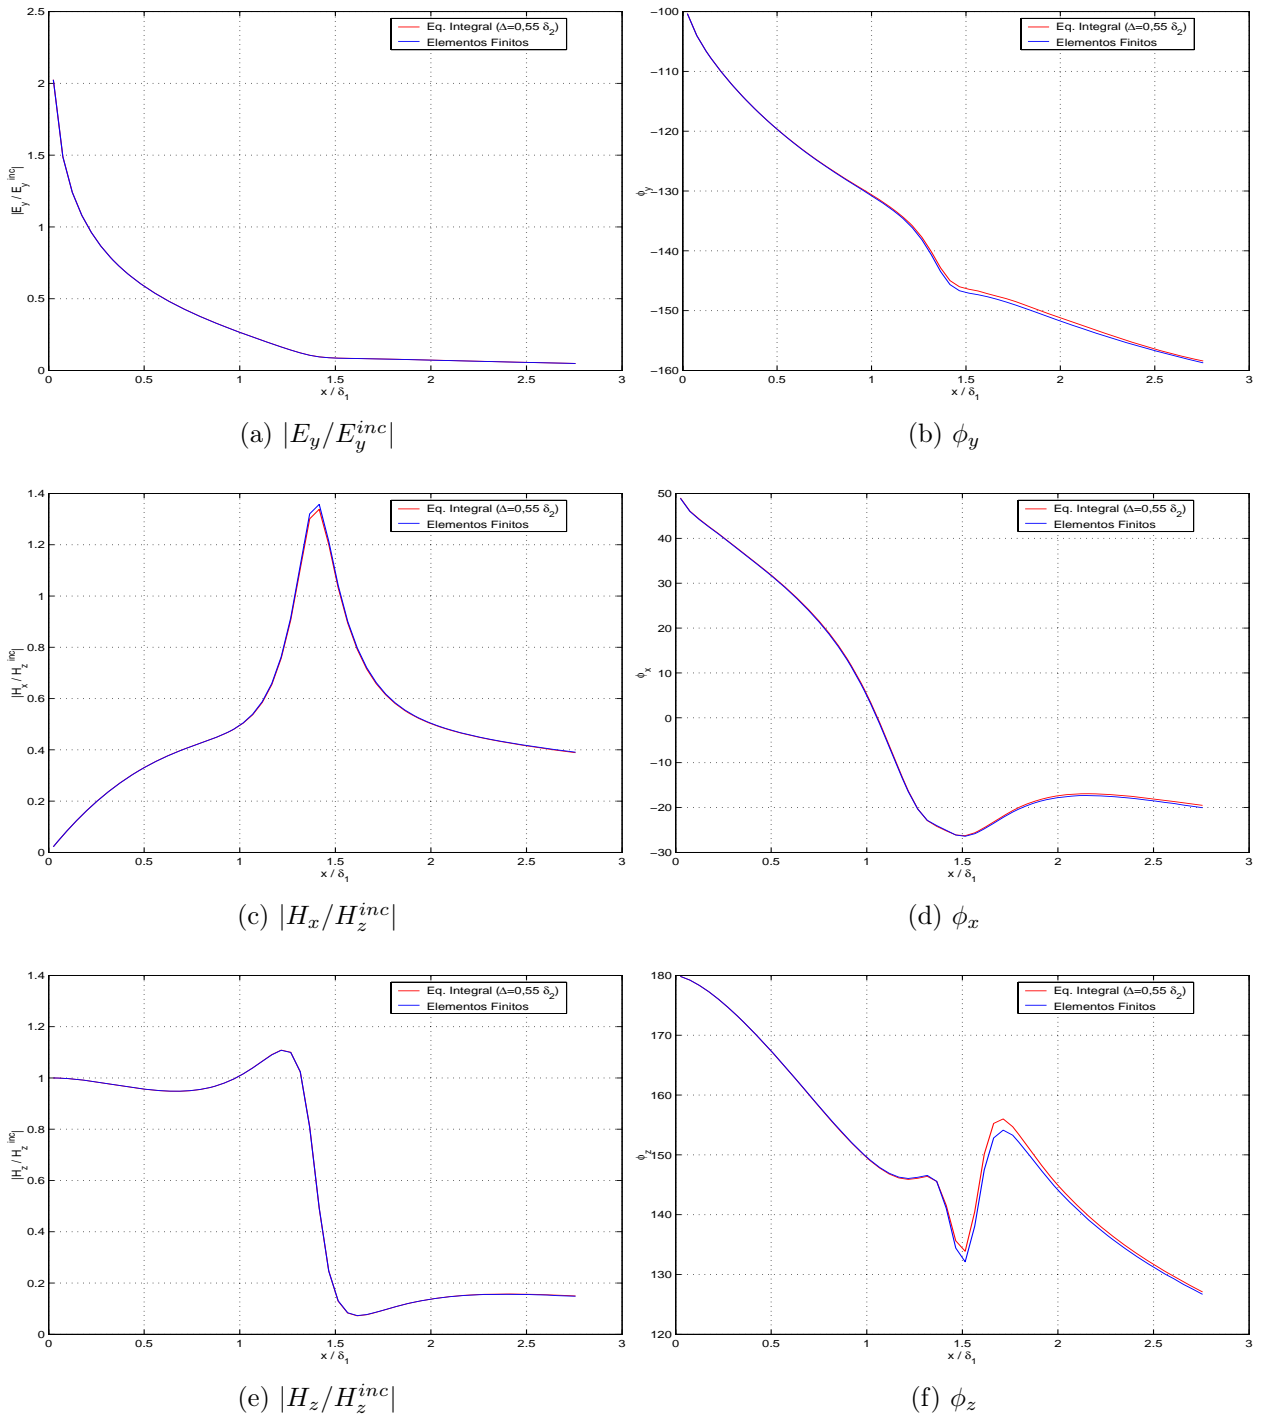 2.5
2
1.5
1
0.5
0
0 0.5 1 1.5 2 2.5 3
|E_y / E_y^inc|
x / δ_1
Eq. Integral (Δ=0,55 δ_2)
Elementos Finitos
(a) |E_y/E_y^{inc}|
−100
−110
−120
−130
−140
−150
−160
0 0.5 1 1.5 2 2.5 3
ϕ_y
x / δ_1
Eq. Integral (Δ=0,55 δ_2)
Elementos Finitos
(b) ϕ_y
1.4
1.2
1
0.8
0.6
0.4
0.2
0
0 0.5 1 1.5 2 2.5 3
|H_x / H_z^inc|
x / δ_1
Eq. Integral (Δ=0,55 δ_2)
Elementos Finitos
(c) |H_x/H_z^{inc}|
50
40
30
20
10
0
−10
−20
−30
0 0.5 1 1.5 2 2.5 3
ϕ_x
x / δ_1
Eq. Integral (Δ=0,55 δ_2)
Elementos Finitos
(d) ϕ_x
1.4
1.2
1
0.8
0.6
0.4
0.2
0
0 0.5 1 1.5 2 2.5 3
|H_z / H_z^inc|
x / δ_1
Eq. Integral (Δ=0,55 δ_2)
Elementos Finitos
(e) |H_z/H_z^{inc}|
180
170
160
150
140
130
120
0 0.5 1 1.5 2 2.5 3
ϕ_z
x / δ_1
Eq. Integral (Δ=0,55 δ_2)
Elementos Finitos
(f) ϕ_z